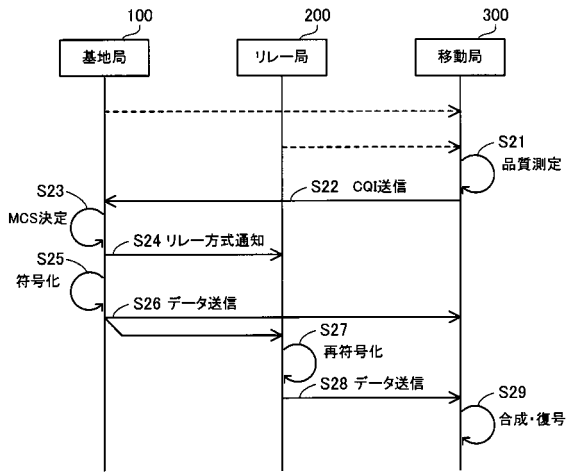 100
200
300
基地局
リレー局
移動局
S21
品質測定
S22 CQI送信
S23
MCS決定
S24 リレー方式通知
S25
符号化
S26 データ送信
S27
再符号化
S28 データ送信
S29
合成・復号